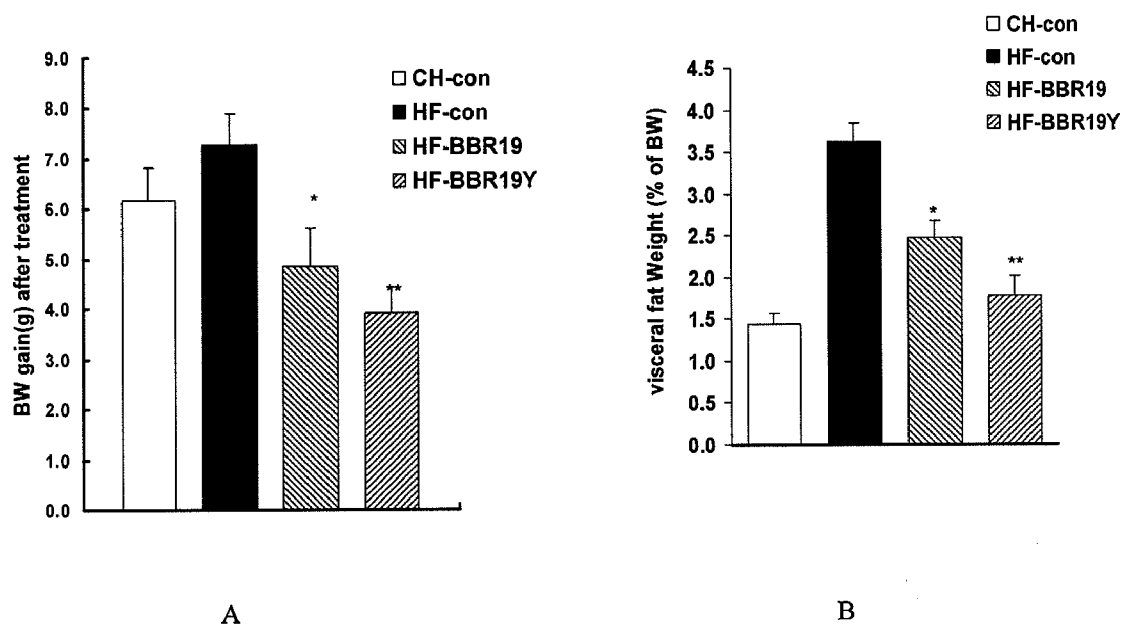 9.0
8.0
7.0
6.0
5.0
4.0
3.0
2.0
1.0
0.0
BW gain(g) after treatment
CH-con
HF-con
HF-BBR19
HF-BBR19Y
*
**
A
CH-con
HF-con
HF-BBR19
HF-BBR19Y
4.5
4.0
3.5
3.0
2.5
2.0
1.5
1.0
0.5
0.0
visceral fat Weight (% of BW)
*
**
B